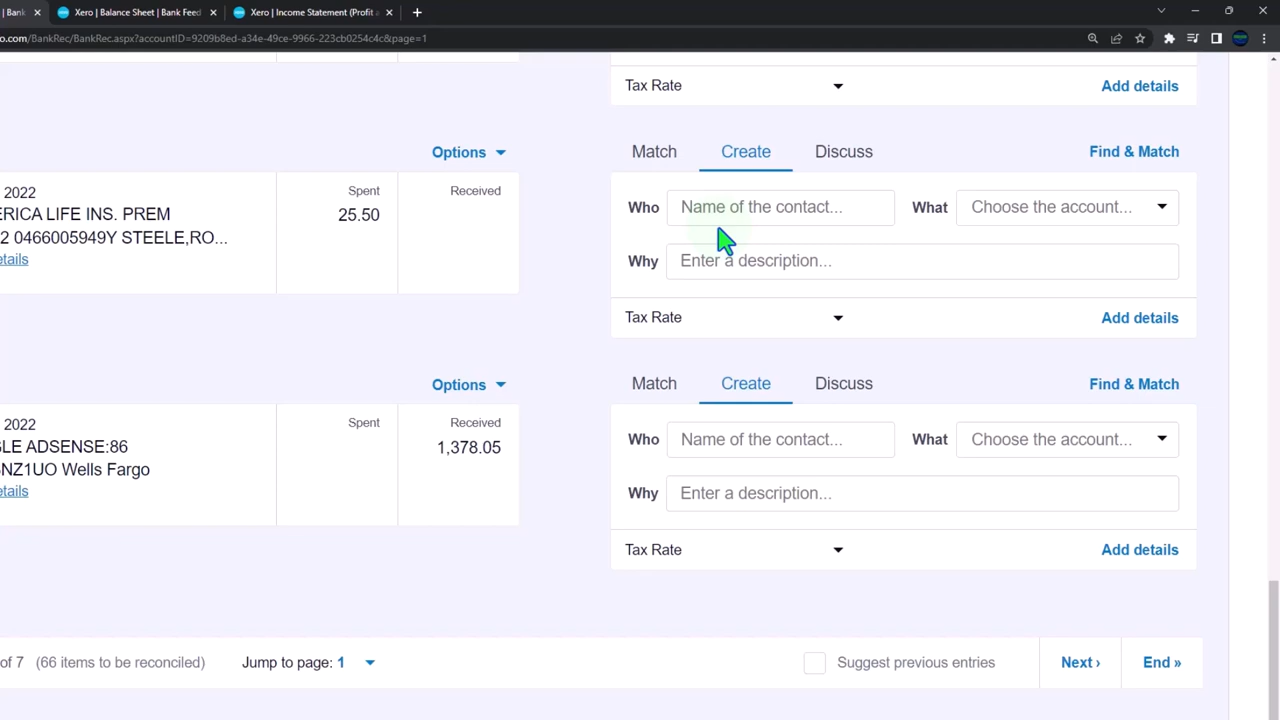 | Bank
Xero | Balance Sheet | Bank Feed
Xero | Income Statement (Profit a
o.com/BankRec/BankRec.aspx?accountID=9209b8ed-a34e-49ce-9966-223cb0254c4c&page=1
Tax Rate
Add details
Options
Match
Create
Discuss
Find & Match
2022
Spent
Received
ERICA LIFE INS. PREM
25.50
2 0466005949Y STEELE,RO...
etails
Who
Name of the contact...
What
Choose the account...
Why
Enter a description...
Tax Rate
Add details
Options
Match
Create
Discuss
Find & Match
2022
Spent
Received
GLE ADSENSE:86
1,378.05
NZ1UO Wells Fargo
etails
Who
Name of the contact...
What
Choose the account...
Why
Enter a description...
Tax Rate
Add details
of 7 (66 items to be reconciled)
Jump to page: 1
Suggest previous entries
Next ›
End »